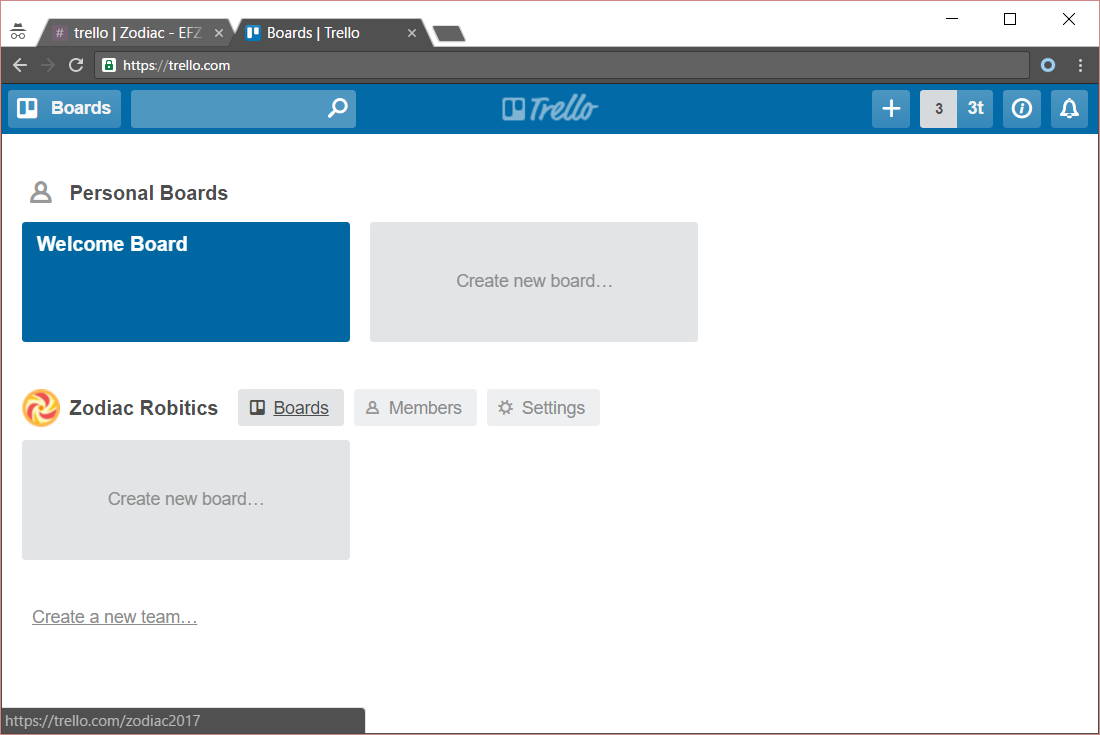 # trello | Zodiac - EFZ
Boards | Trello
https://trello.com
Boards
Trello
3
3t
Personal Boards
Welcome Board
Create new board…
Zodiac Robitics
Boards
Members
Settings
Create new board…
Create a new team…
https://trello.com/zodiac2017